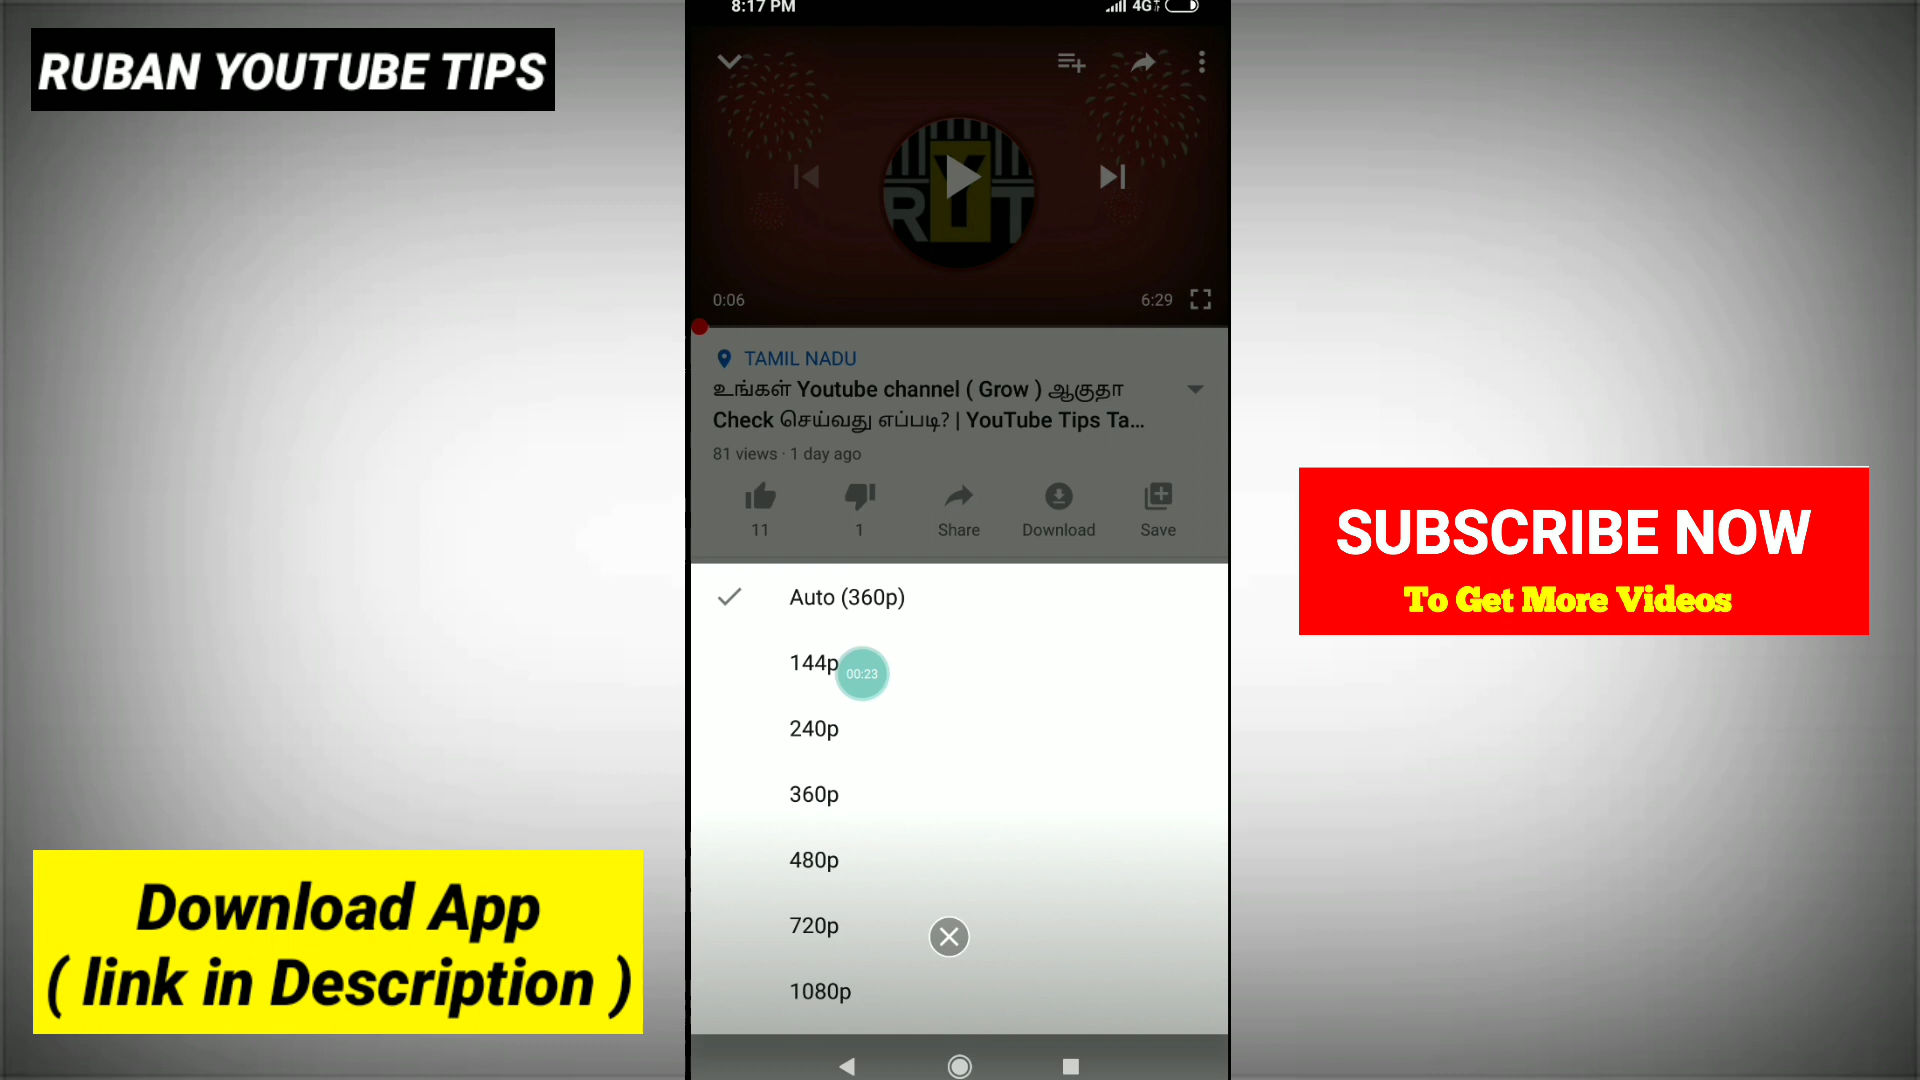 8:17 PM
4G
RUBAN YOUTUBE TIPS
RYT
0:06
6:29
TAMIL NADU
உங்கள் Youtube channel ( Grow ) ஆகுதா
Check செய்வது எப்படி? | YouTube Tips Ta...
81 views · 1 day ago
11
1
Share
Download
Save
SUBSCRIBE NOW
To Get More Videos
Auto (360p)
144p
00:23
240p
360p
480p
720p
1080p
Download App
( link in Description )